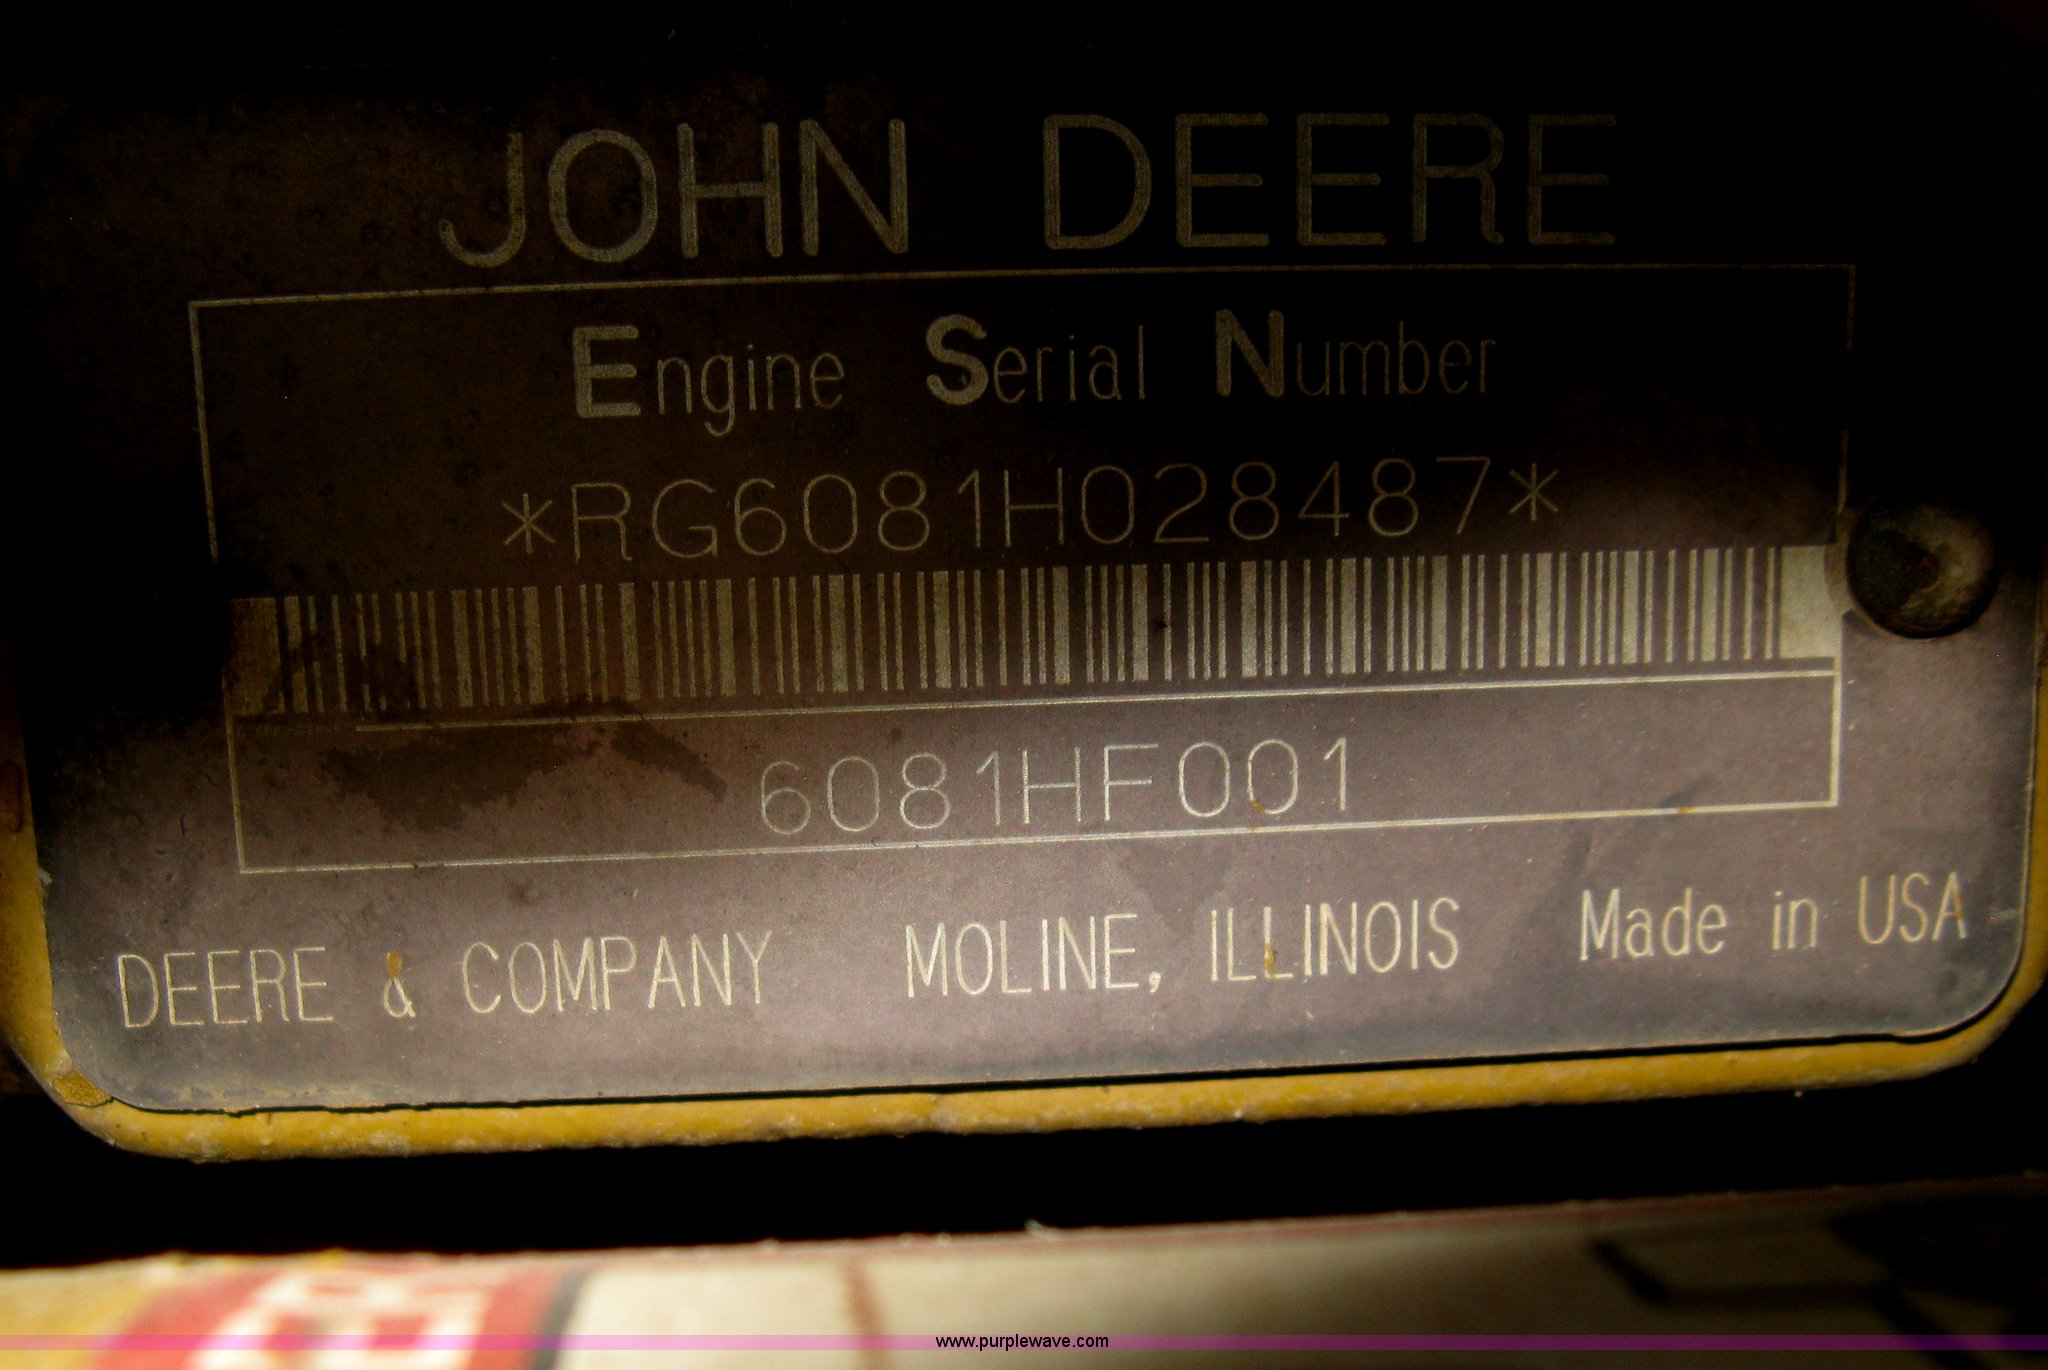 JOHN DEERE
Engine Serial Number
*RG6081H028487*
6081HF001
DEERE & COMPANY MOLINE, ILLINOIS Made in USA
www.purplewave.com